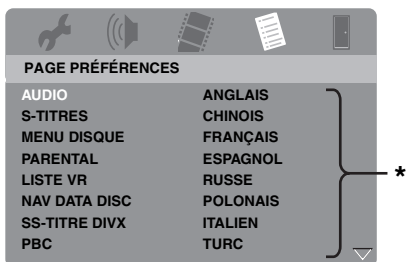 PAGE PRÉFÉRENCES
AUDIO ANGLAIS
S-TITRES CHINOIS
MENU DISQUE FRANÇAIS
PARENTAL ESPAGNOL
LISTE VR RUSSE
NAV DATA DISC POLONAIS
SS-TITRE DIVX ITALIEN
PBC TURC
*